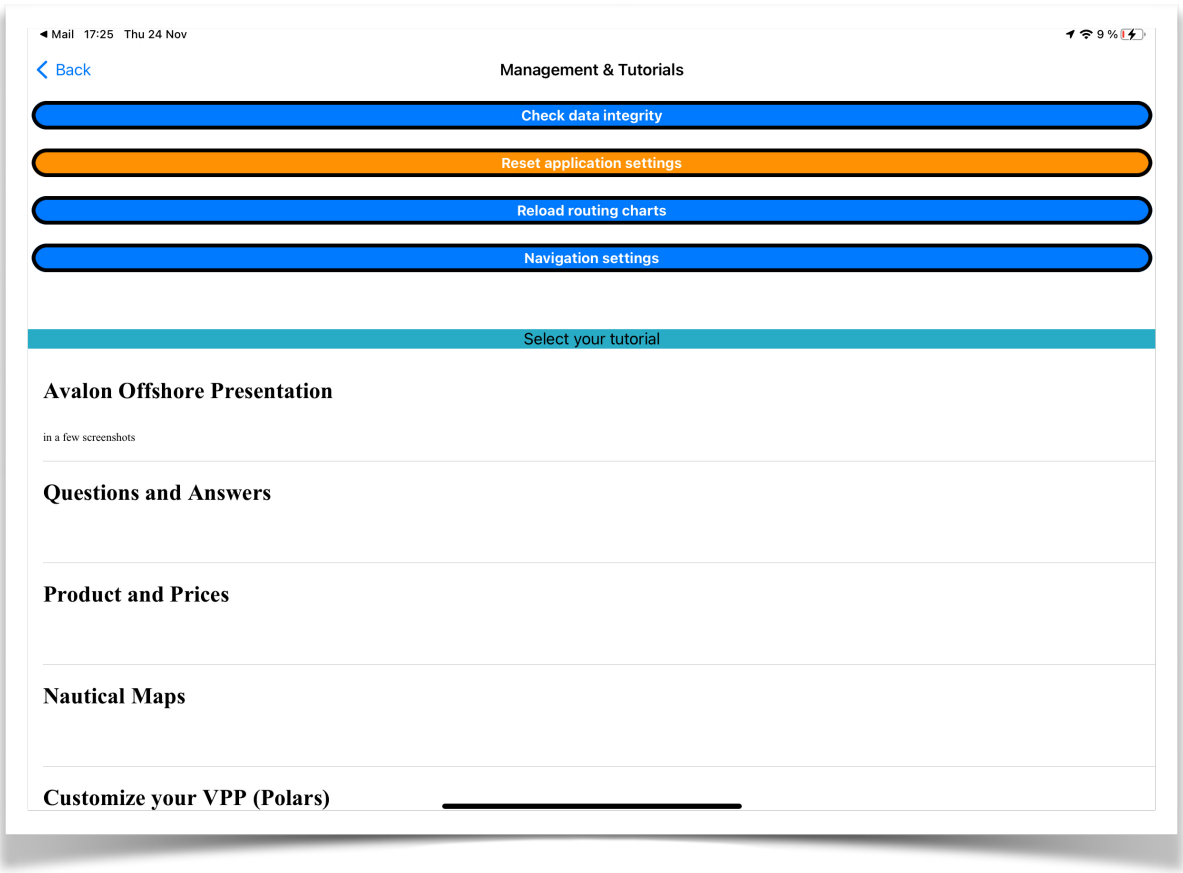 ◀ Mail 17:25 Thu 24 Nov 9 %
Back
Management & Tutorials
Check data integrity
Reset application settings
Reload routing charts
Navigation settings
Select your tutorial
Avalon Offshore Presentation
in a few screenshots
Questions and Answers
Product and Prices
Nautical Maps
Customize your VPP (Polars)